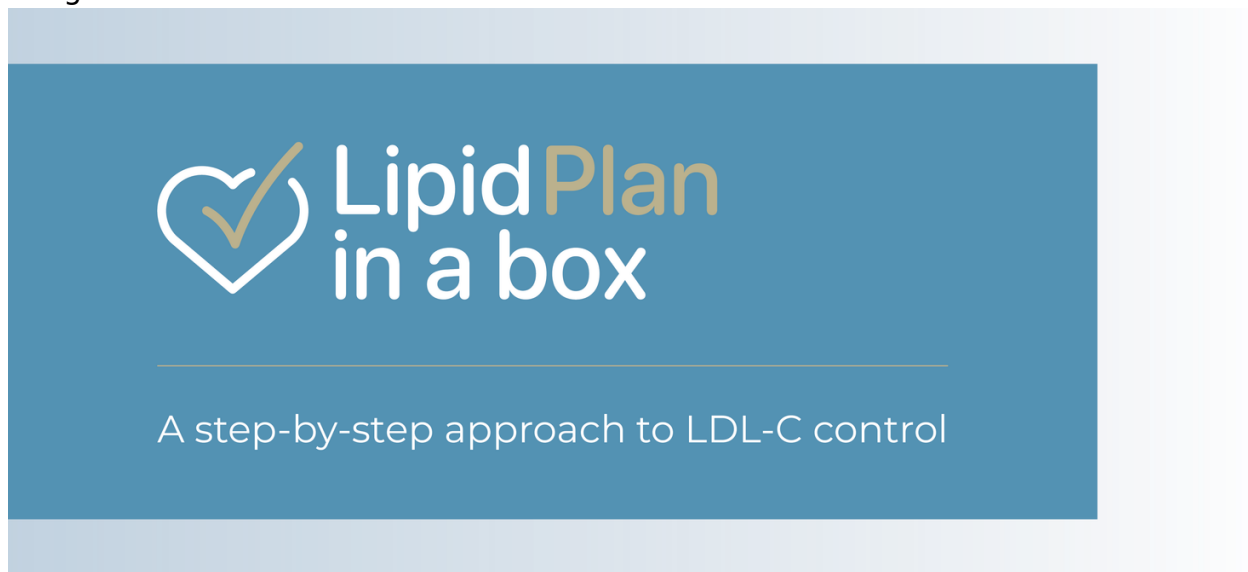 LipidPlan
in a box
A step-by-step approach to LDL-C control